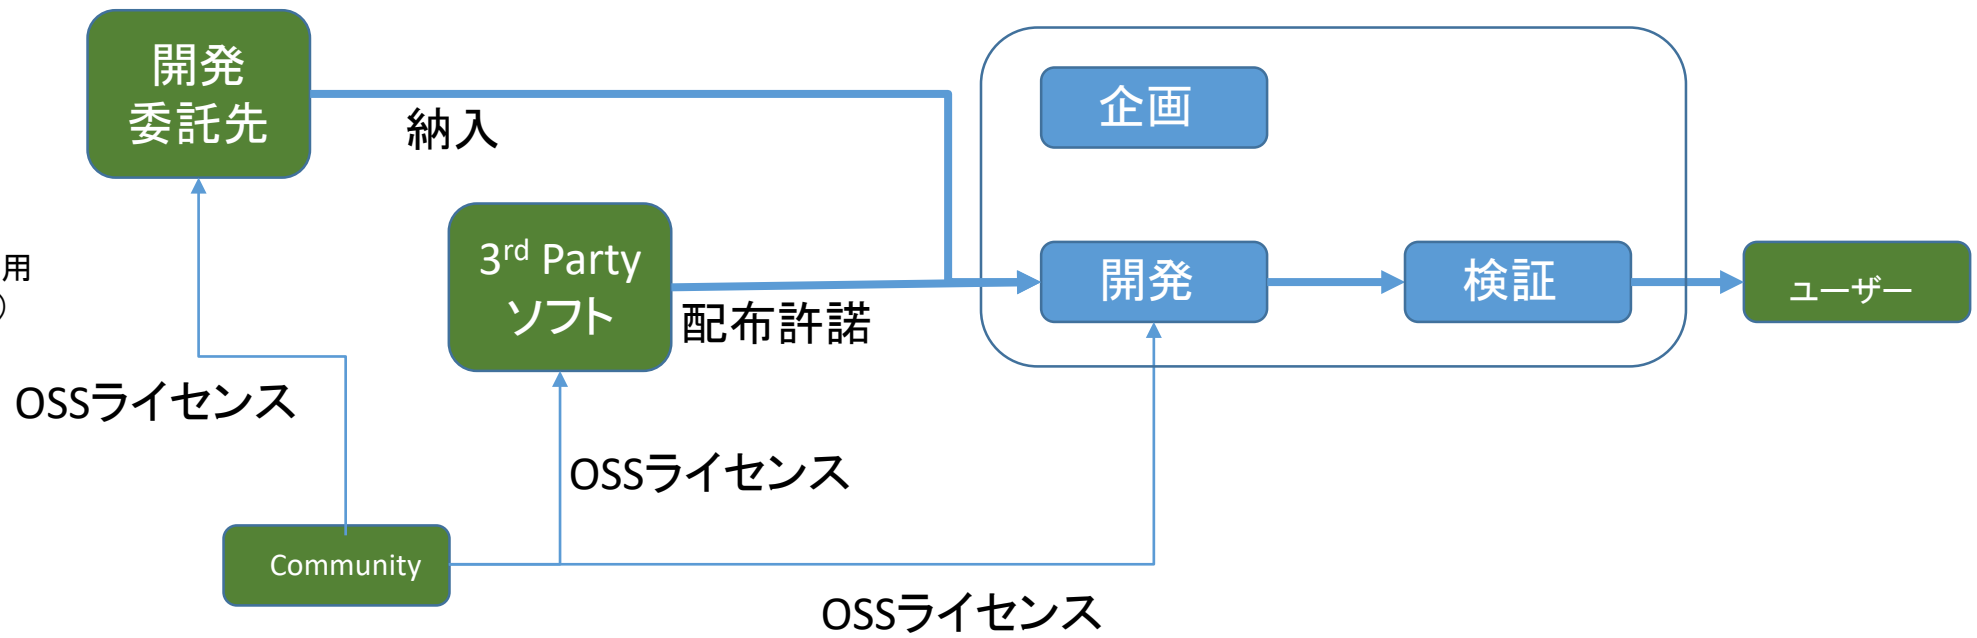 開発
委託先
納入
企画
用
)
3rd Party
ソフト
配布許諾
開発
検証
ユーザー
OSSライセンス
OSSライセンス
Community
OSSライセンス